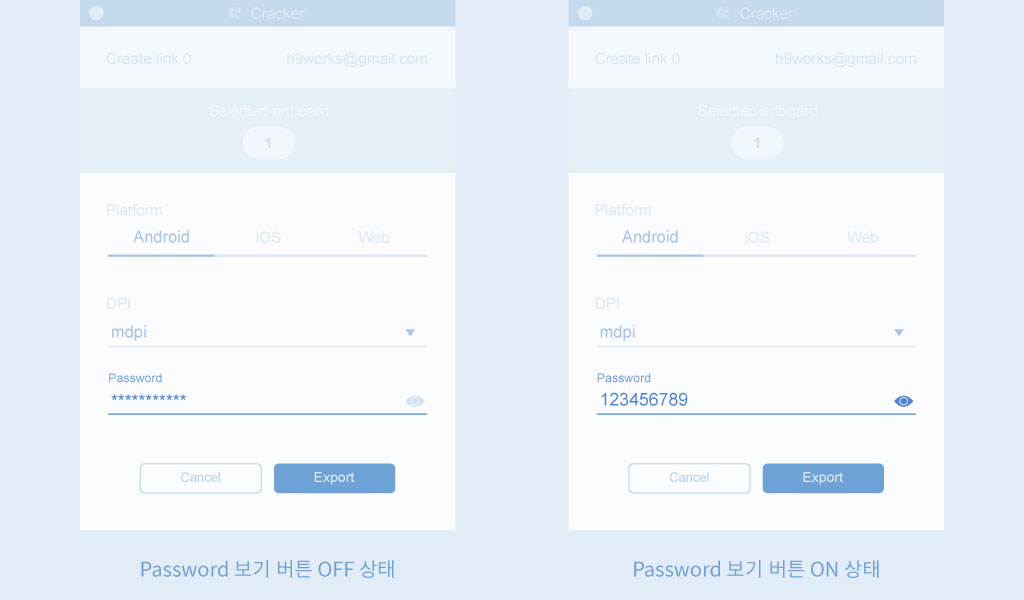 Cracker'
Create link 0 h9works@gmail.com
Selected artboard
1
Platform
Android iOS Web
DPI
mdpi
Password
***********
Cancel Export
Password 보기 버튼 OFF 상태
Cracker'
Create link 0 h9works@gmail.com
Selected artboard
1
Platform
Android iOS Web
DPI
mdpi
Password
123456789
Cancel Export
Password 보기 버튼 ON 상태